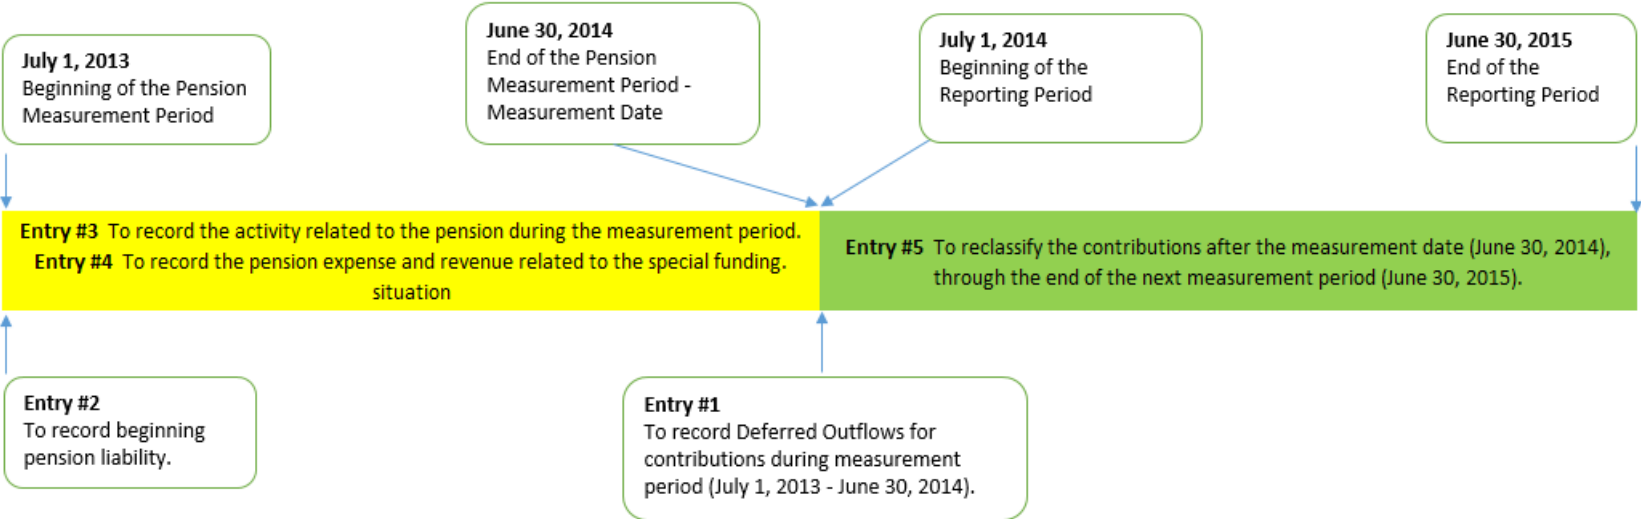 July 1, 2013
Beginning of the Pension
Measurement Period
June 30, 2014
End of the Pension
Measurement Period -
Measurement Date
July 1, 2014
Beginning of the
Reporting Period
June 30, 2015
End of the
Reporting Period
Entry #3 To record the activity related to the pension during the measurement period.
Entry #4 To record the pension expense and revenue related to the special funding.
situation
Entry #5 To reclassify the contributions after the measurement date (June 30, 2014),
through the end of the next measurement period (June 30, 2015).
Entry #2
To record beginning
pension liability.
Entry #1
To record Deferred Outflows for
contributions during measurement
period (July 1, 2013 - June 30, 2014).